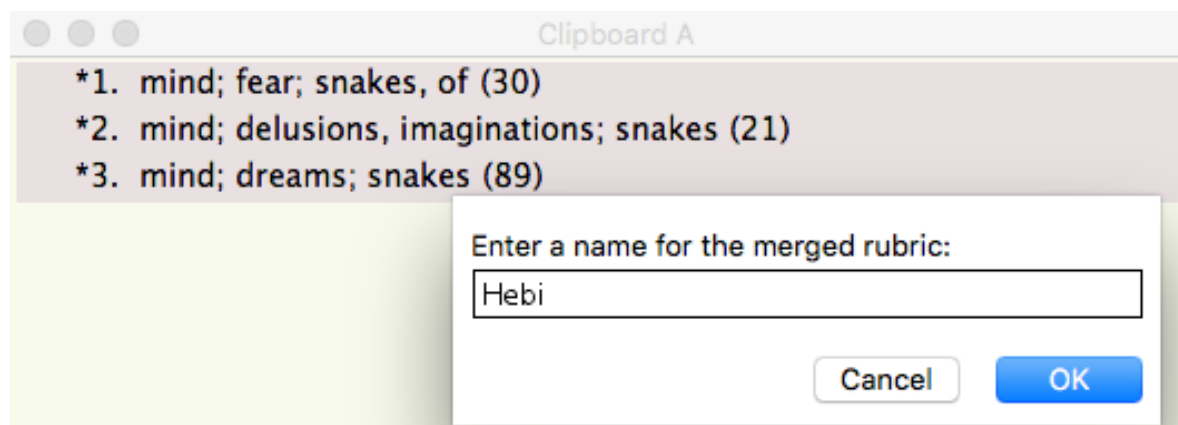 Clipboard A
*1. mind; fear; snakes, of (30)
*2. mind; delusions, imaginations; snakes (21)
*3. mind; dreams; snakes (89)
Enter a name for the merged rubric:
Hebi
Cancel OK